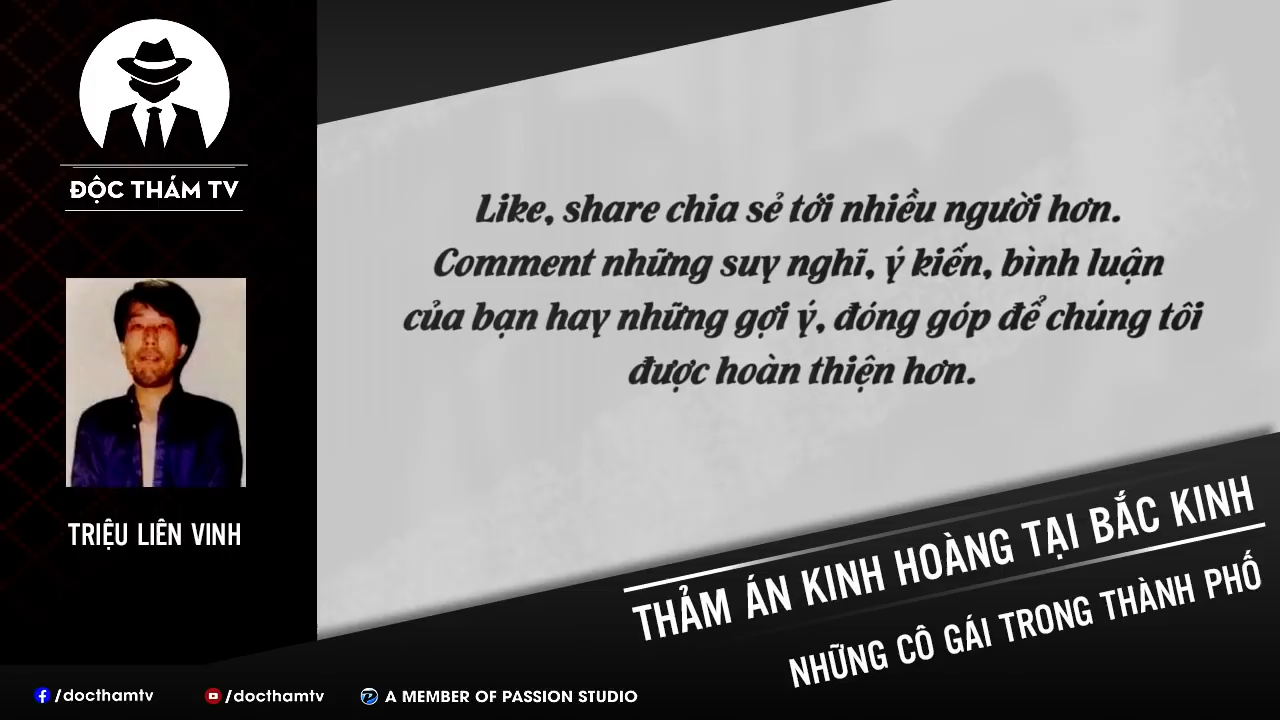 ĐỘC THÁM TV
TRIỆU LIÊN VINH
Like, share chia sẻ tới nhiều người hơn.
Comment những suy nghĩ, ý kiến, bình luận
của bạn hay những gợi ý, đóng góp để chúng tôi
được hoàn thiện hơn.
THẢM ÁN KINH HOÀNG TẠI BẮC KINH
NHỮNG CÔ GÁI TRONG THÀNH PHỐ
/docthamtv
/docthamtv
A MEMBER OF PASSION STUDIO